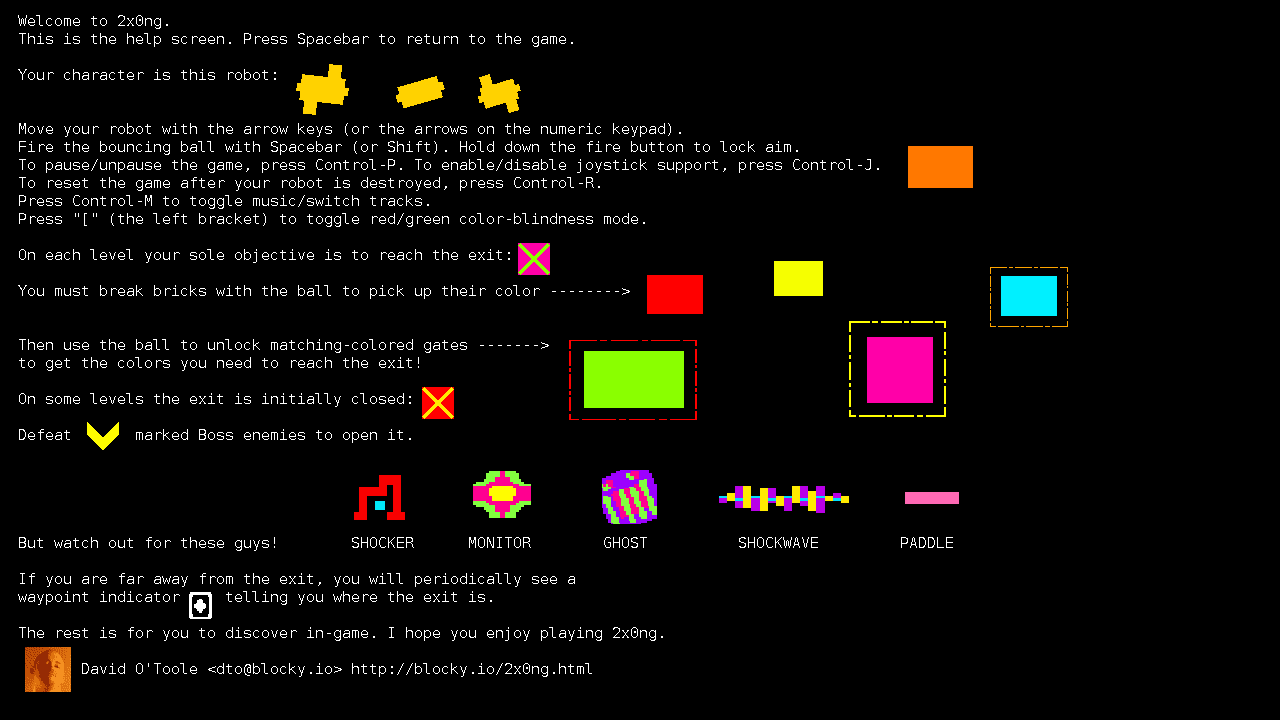 Welcome to 2x0ng.
This is the help screen. Press Spacebar to return to the game.
Your character is this robot:
Move your robot with the arrow keys (or the arrows on the numeric keypad).
Fire the bouncing ball with Spacebar (or Shift). Hold down the fire button to lock aim.
To pause/unpause the game, press Control-P. To enable/disable joystick support, press Control-J.
To reset the game after your robot is destroyed, press Control-R.
Press Control-M to toggle music/switch tracks.
Press "[" (the left bracket) to toggle red/green color-blindness mode.
On each level your sole objective is to reach the exit:
You must break bricks with the ball to pick up their color -------->
Then use the ball to unlock matching-colored gates ------->
to get the colors you need to reach the exit!
On some levels the exit is initially closed:
Defeat marked Boss enemies to open it.
But watch out for these guys! SHOCKER MONITOR GHOST SHOCKWAVE PADDLE
If you are far away from the exit, you will periodically see a
waypoint indicator telling you where the exit is.
The rest is for you to discover in-game. I hope you enjoy playing 2x0ng.
David O'Toole <dto@blocky.io> http://blocky.io/2x0ng.html